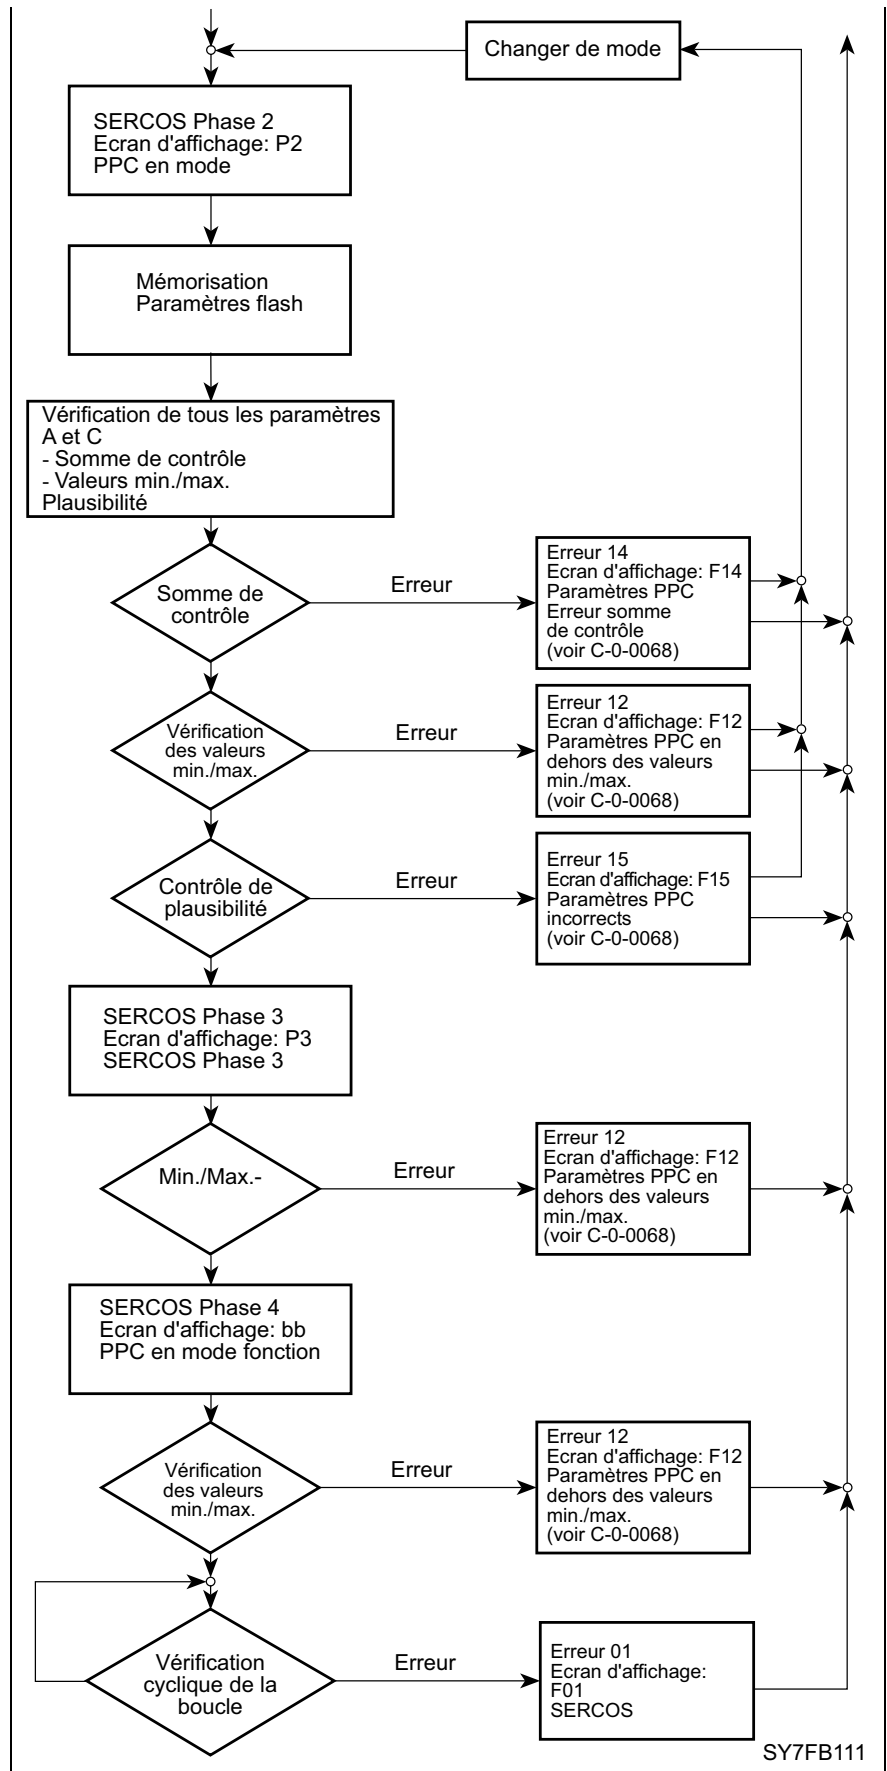 Changer de mode
SERCOS Phase 2
Ecran d'affichage: P2
PPC en mode
Mémorisation
Paramètres flash
Vérification de tous les paramètres
A et C
- Somme de contrôle
- Valeurs min./max.
Plausibilité
Somme de
contrôle
Erreur
Erreur 14
Ecran d'affichage: F14
Paramètres PPC
Erreur somme
de contrôle
(voir C-0-0068)
Vérification
des valeurs
min./max.
Erreur
Erreur 12
Ecran d'affichage: F12
Paramètres PPC en
dehors des valeurs
min./max.
(voir C-0-0068)
Contrôle de
plausibilité
Erreur
Erreur 15
Ecran d'affichage: F15
Paramètres PPC
incorrects
(voir C-0-0068)
SERCOS Phase 3
Ecran d'affichage: P3
SERCOS Phase 3
Min./Max.-
Erreur
Erreur 12
Ecran d'affichage: F12
Paramètres PPC en
dehors des valeurs
min./max.
(voir C-0-0068)
SERCOS Phase 4
Ecran d'affichage: bb
PPC en mode fonction
Vérification
des valeurs
min./max.
Erreur
Erreur 12
Ecran d'affichage: F12
Paramètres PPC en
dehors des valeurs
min./max.
(voir C-0-0068)
Vérification
cyclique de la
boucle
Erreur
Erreur 01
Ecran d'affichage:
F01
SERCOS
SY7FB111